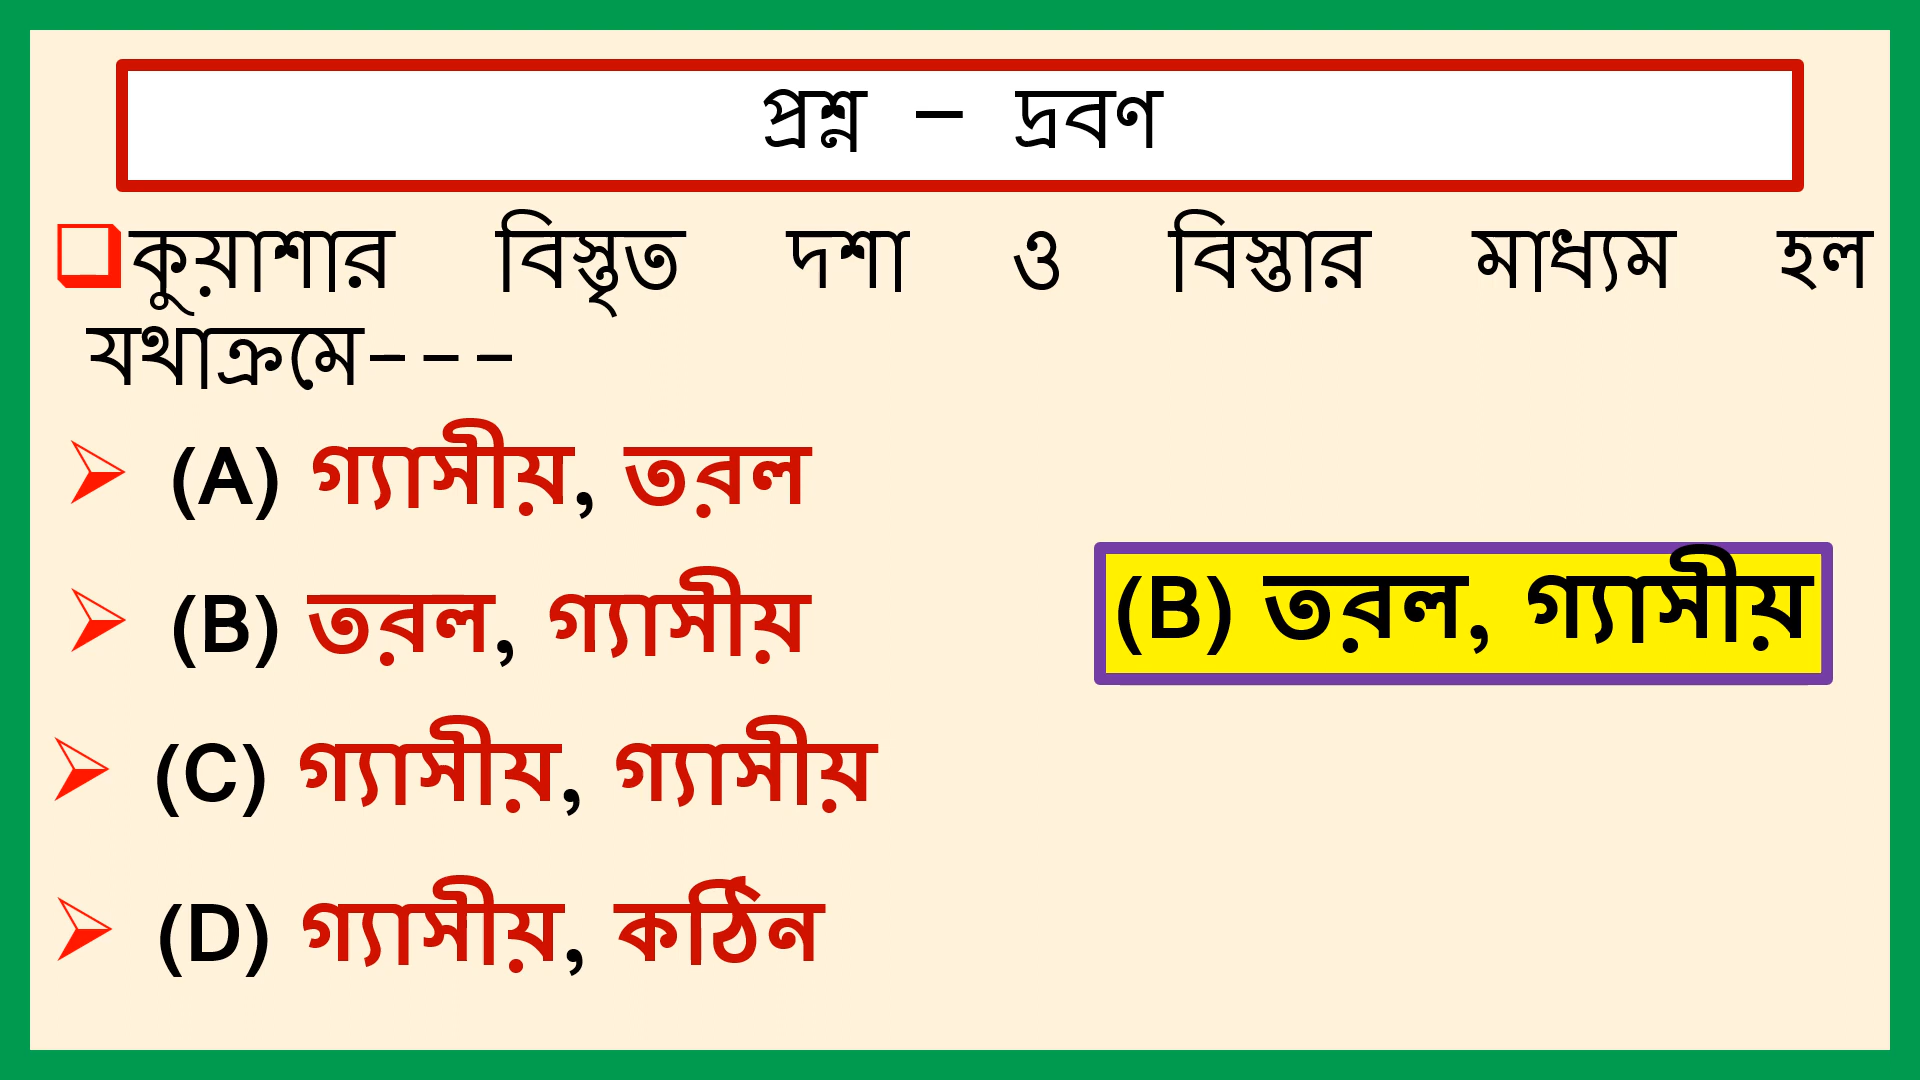 প্রশ্ন – দ্রবণ
কুয়াশার বিস্তৃত দশা ও বিস্তার মাধ্যম হল
যথাক্রমে---
(A) গ্যাসীয়, তরল
(B) তরল, গ্যাসীয়
(B) তরল, গ্যাসীয়
(C) গ্যাসীয়, গ্যাসীয়
(D) গ্যাসীয়, কঠিন